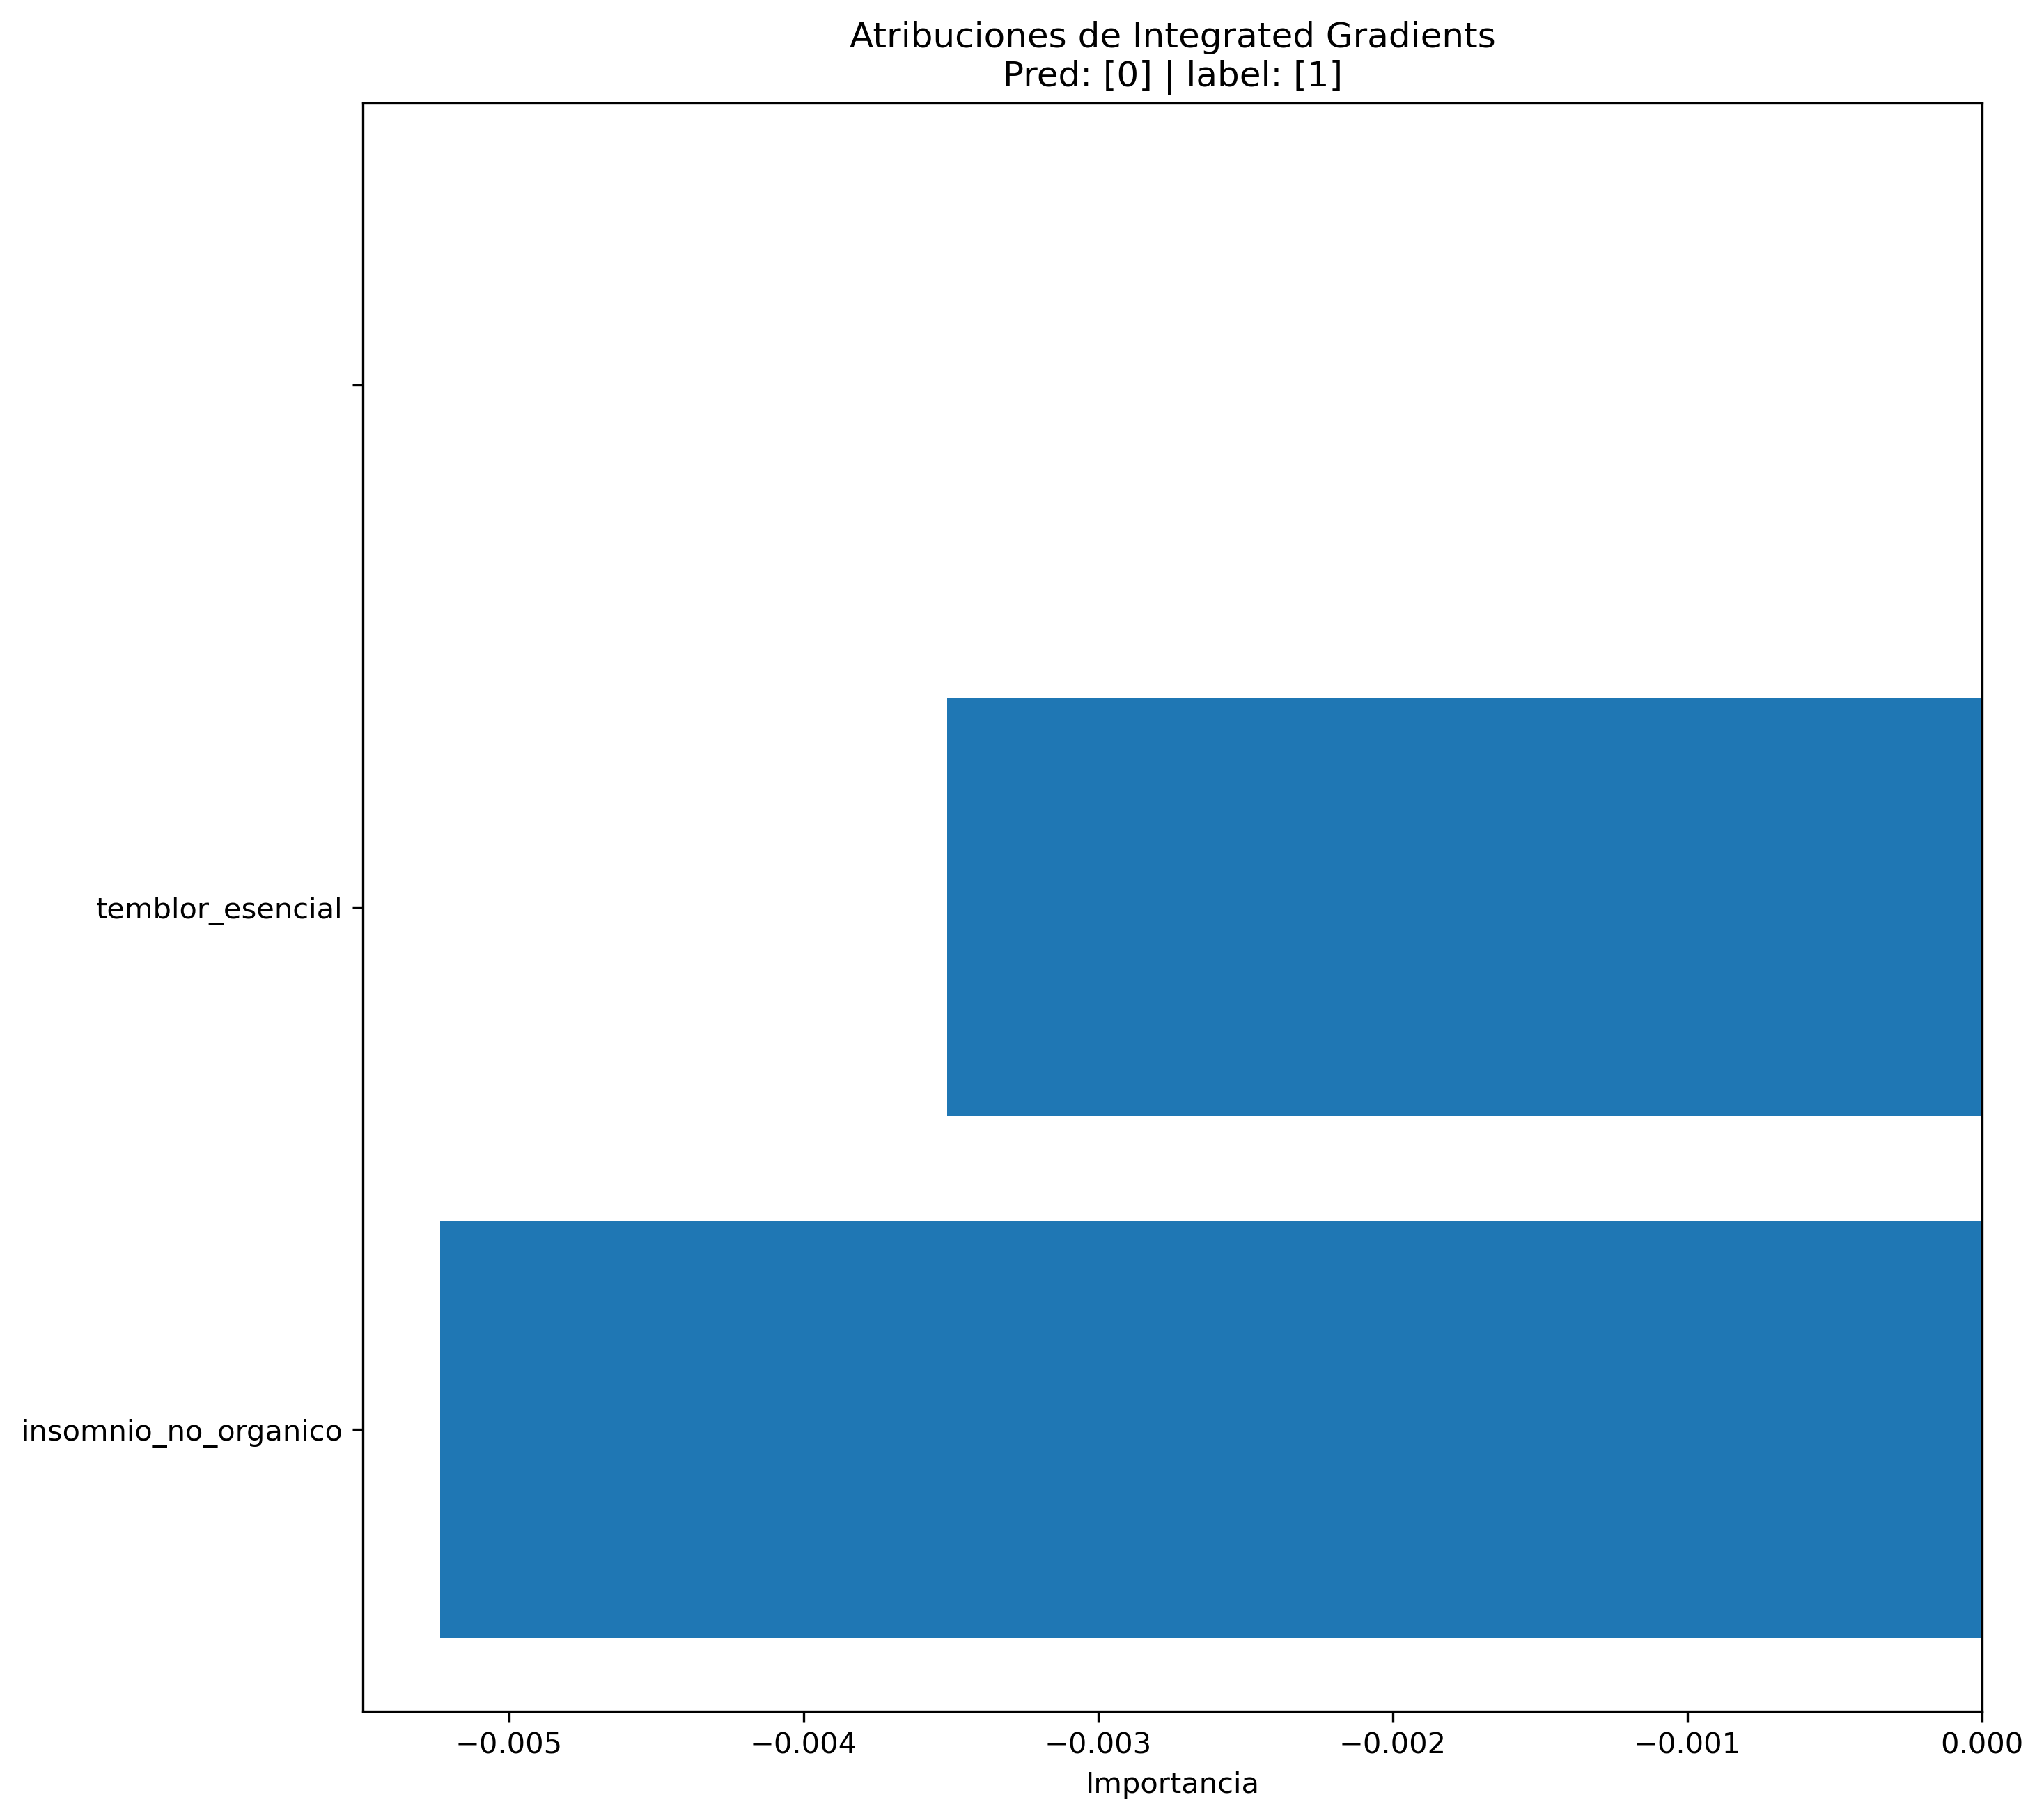 Atribuciones de Integrated Gradients
Pred: [0] | label: [1]
temblor_esencial
insomnio_no_organico
−0.005 −0.004 −0.003 −0.002 −0.001 0.000
Importancia